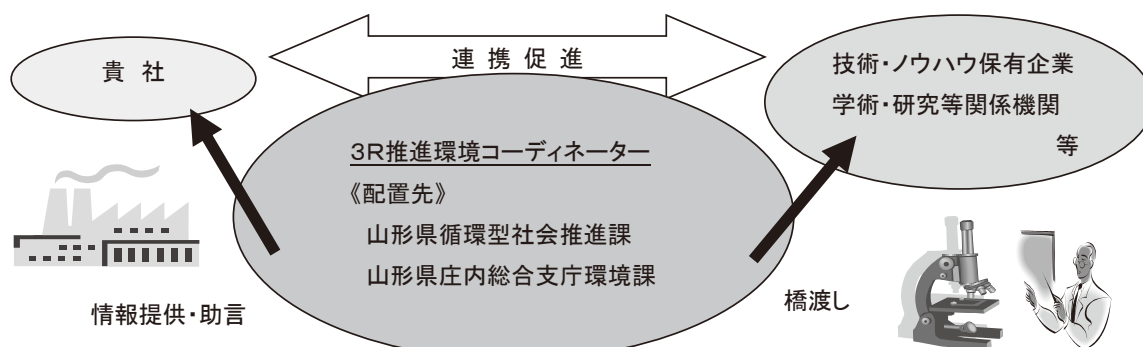 連携促進
貴社
技術・ノウハウ保有企業
学術・研究等関係機関
等
3R推進環境コーディネーター
《配置先》
山形県循環型社会推進課
山形県庄内総合支庁環境課
情報提供・助言
橋渡し